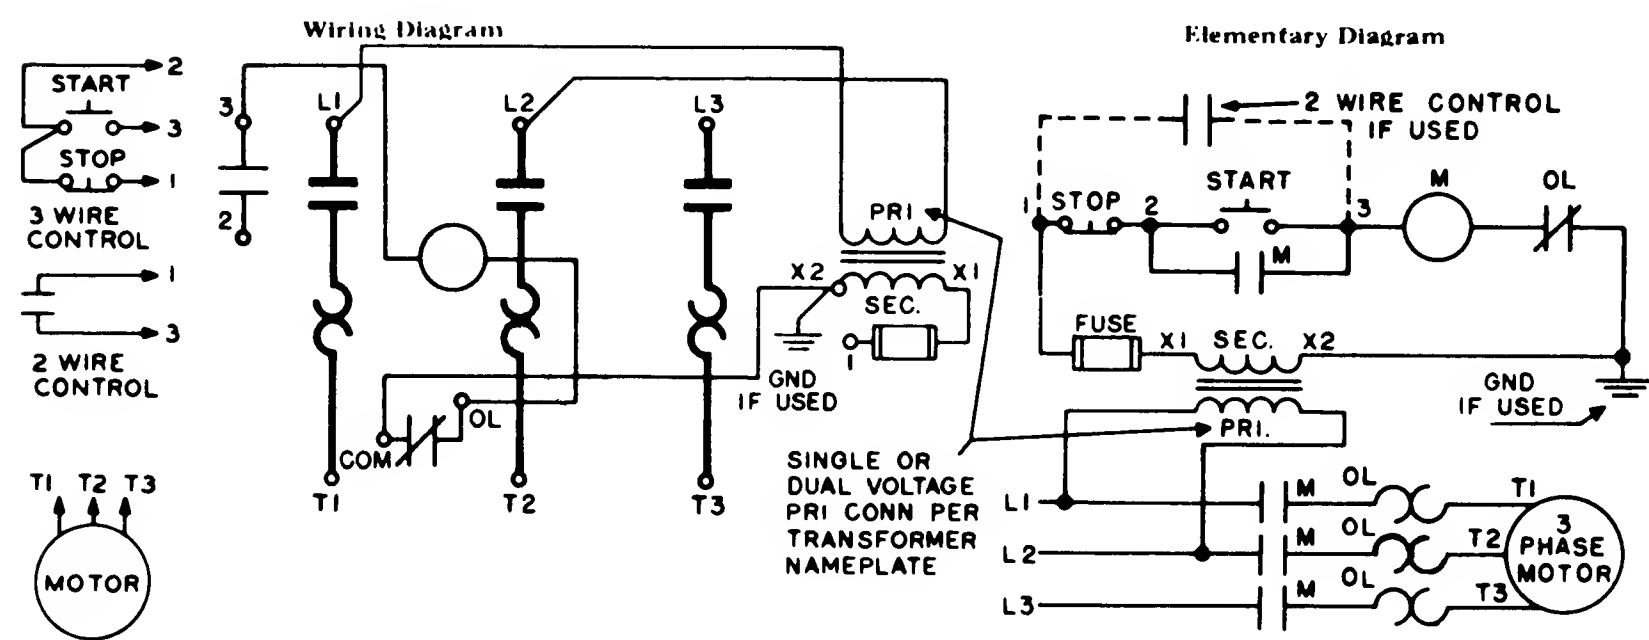 Wiring Diagram
Elementary Diagram
2
START
3
STOP
1
3 WIRE
CONTROL
1
3
2 WIRE
CONTROL
T1 T2 T3
MOTOR
3
2
L1
L2
L3
PRI
X2
X1
SEC.
1
GND
IF USED
OL
COM
T1
T2
T3
SINGLE OR
DUAL VOLTAGE
PRI CONN PER
TRANSFORMER
NAMEPLATE
2 WIRE CONTROL
IF USED
1
STOP
2
START
3
M
OL
M
FUSE
X1
SEC.
X2
GND
IF USED
PRI.
L1
M
OL
T1
L2
M
OL
T2
L3
M
OL
T3
3
PHASE
MOTOR